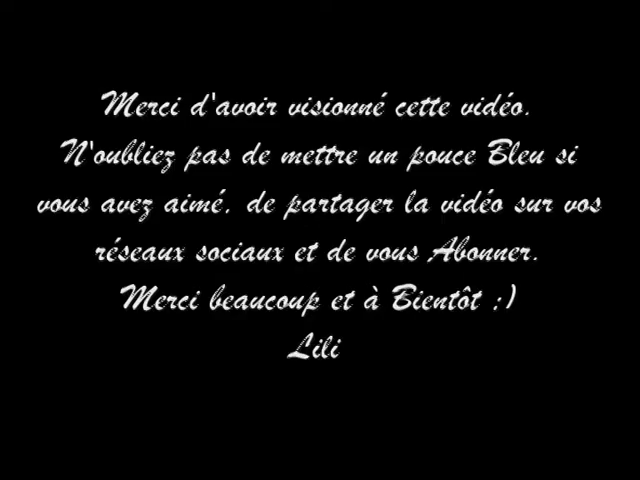 Merci d'avoir visionné cette vidéo.
N'oubliez pas de mettre un pouce Bleu si
vous avez aimé, de partager la vidéo sur vos
réseaux sociaux et de vous Abonner.
Merci beaucoup et à Bientôt :)
Lili